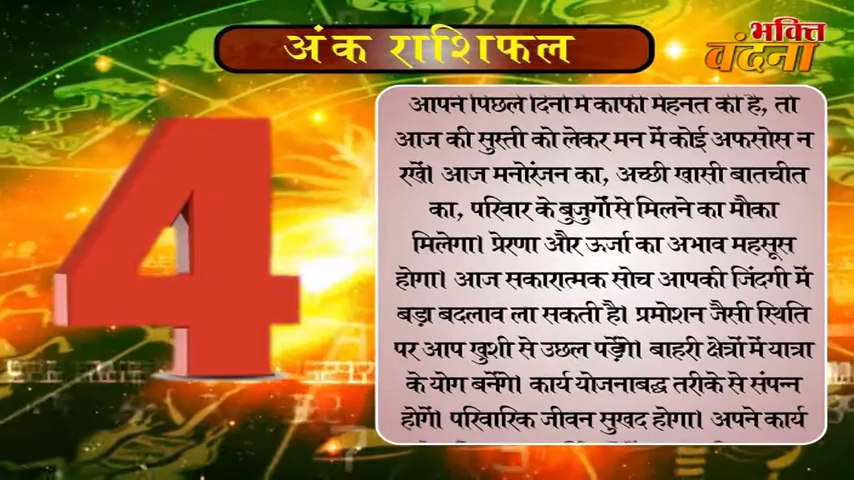 अंक राशिफल
भक्ति
वंदना
4
आपने पिछले दिनों में काफी मेहनत की है, तो
आज की सुस्ती को लेकर मन में कोई अफसोस न
रखें। आज मनोरंजन का, अच्छी खासी बातचीत
का, परिवार के बुजुर्गों से मिलने का मौका
मिलेगा। प्रेरणा और ऊर्जा का अभाव महसूस
होगा। आज सकारात्मक सोच आपकी जिंदगी में
बड़ा बदलाव ला सकती है। प्रमोशन जैसी स्थिति
पर आप खुशी से उछल पड़ेंगे। बाहरी क्षेत्रों में यात्रा
के योग बनेंगे। कार्य योजनाबद्ध तरीके से संपन्न
होगें। परिवारिक जीवन सुखद होगा। अपने कार्य